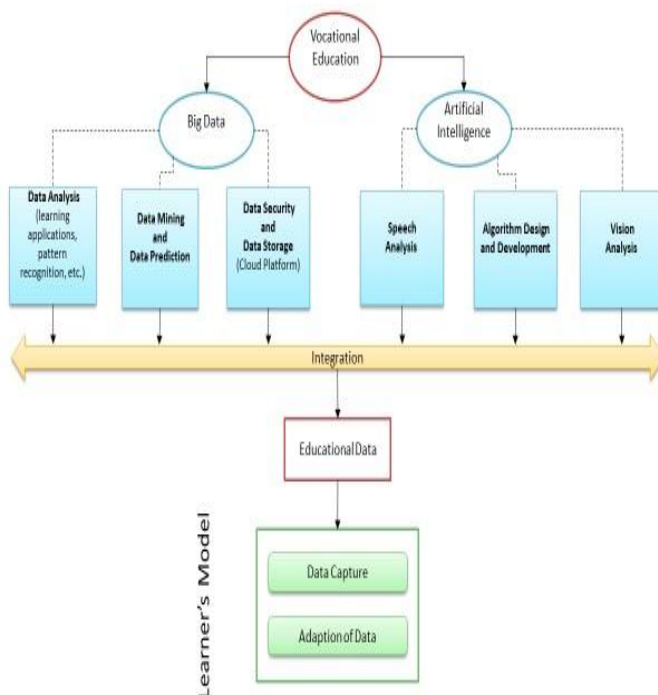 Vocational
Education
Big Data
Artificial
Intelligence
Data Analysis
(learning
applications,
pattern
recognition, etc.)
Data Mining
and
Data Prediction
Data Security
and
Data Storage
(Cloud Platform)
Speech
Analysis
Algorithm Design
and Development
Vision
Analysis
Integration
Educational Data
Learner's Model
Data Capture
Adaption of Data